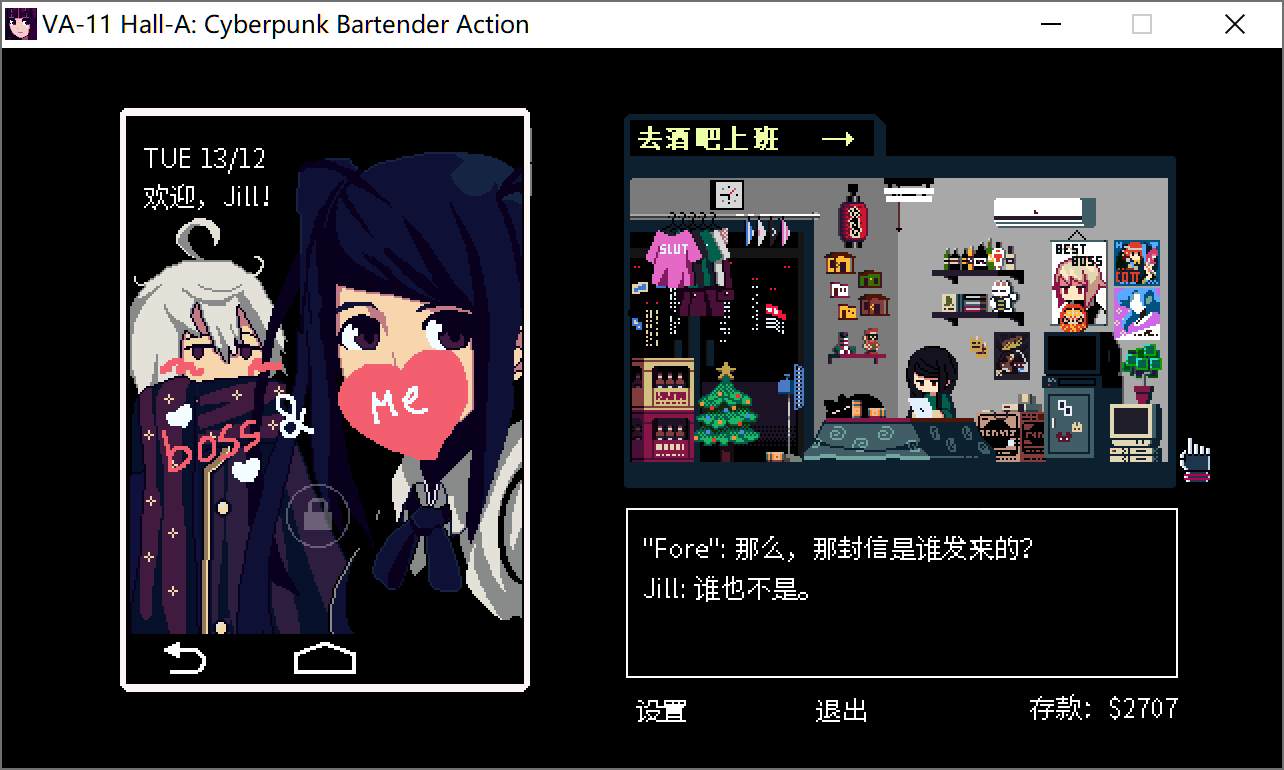 VA-11 Hall-A: Cyberpunk Bartender Action
TUE 13/12
欢迎, Jill!
boss
&
Me
去酒吧上班 →
SLUT
BEST
BOSS
"Fore": 那么，那封信是谁发来的？
Jill: 谁也不是。
设置
退出
存款: $2707